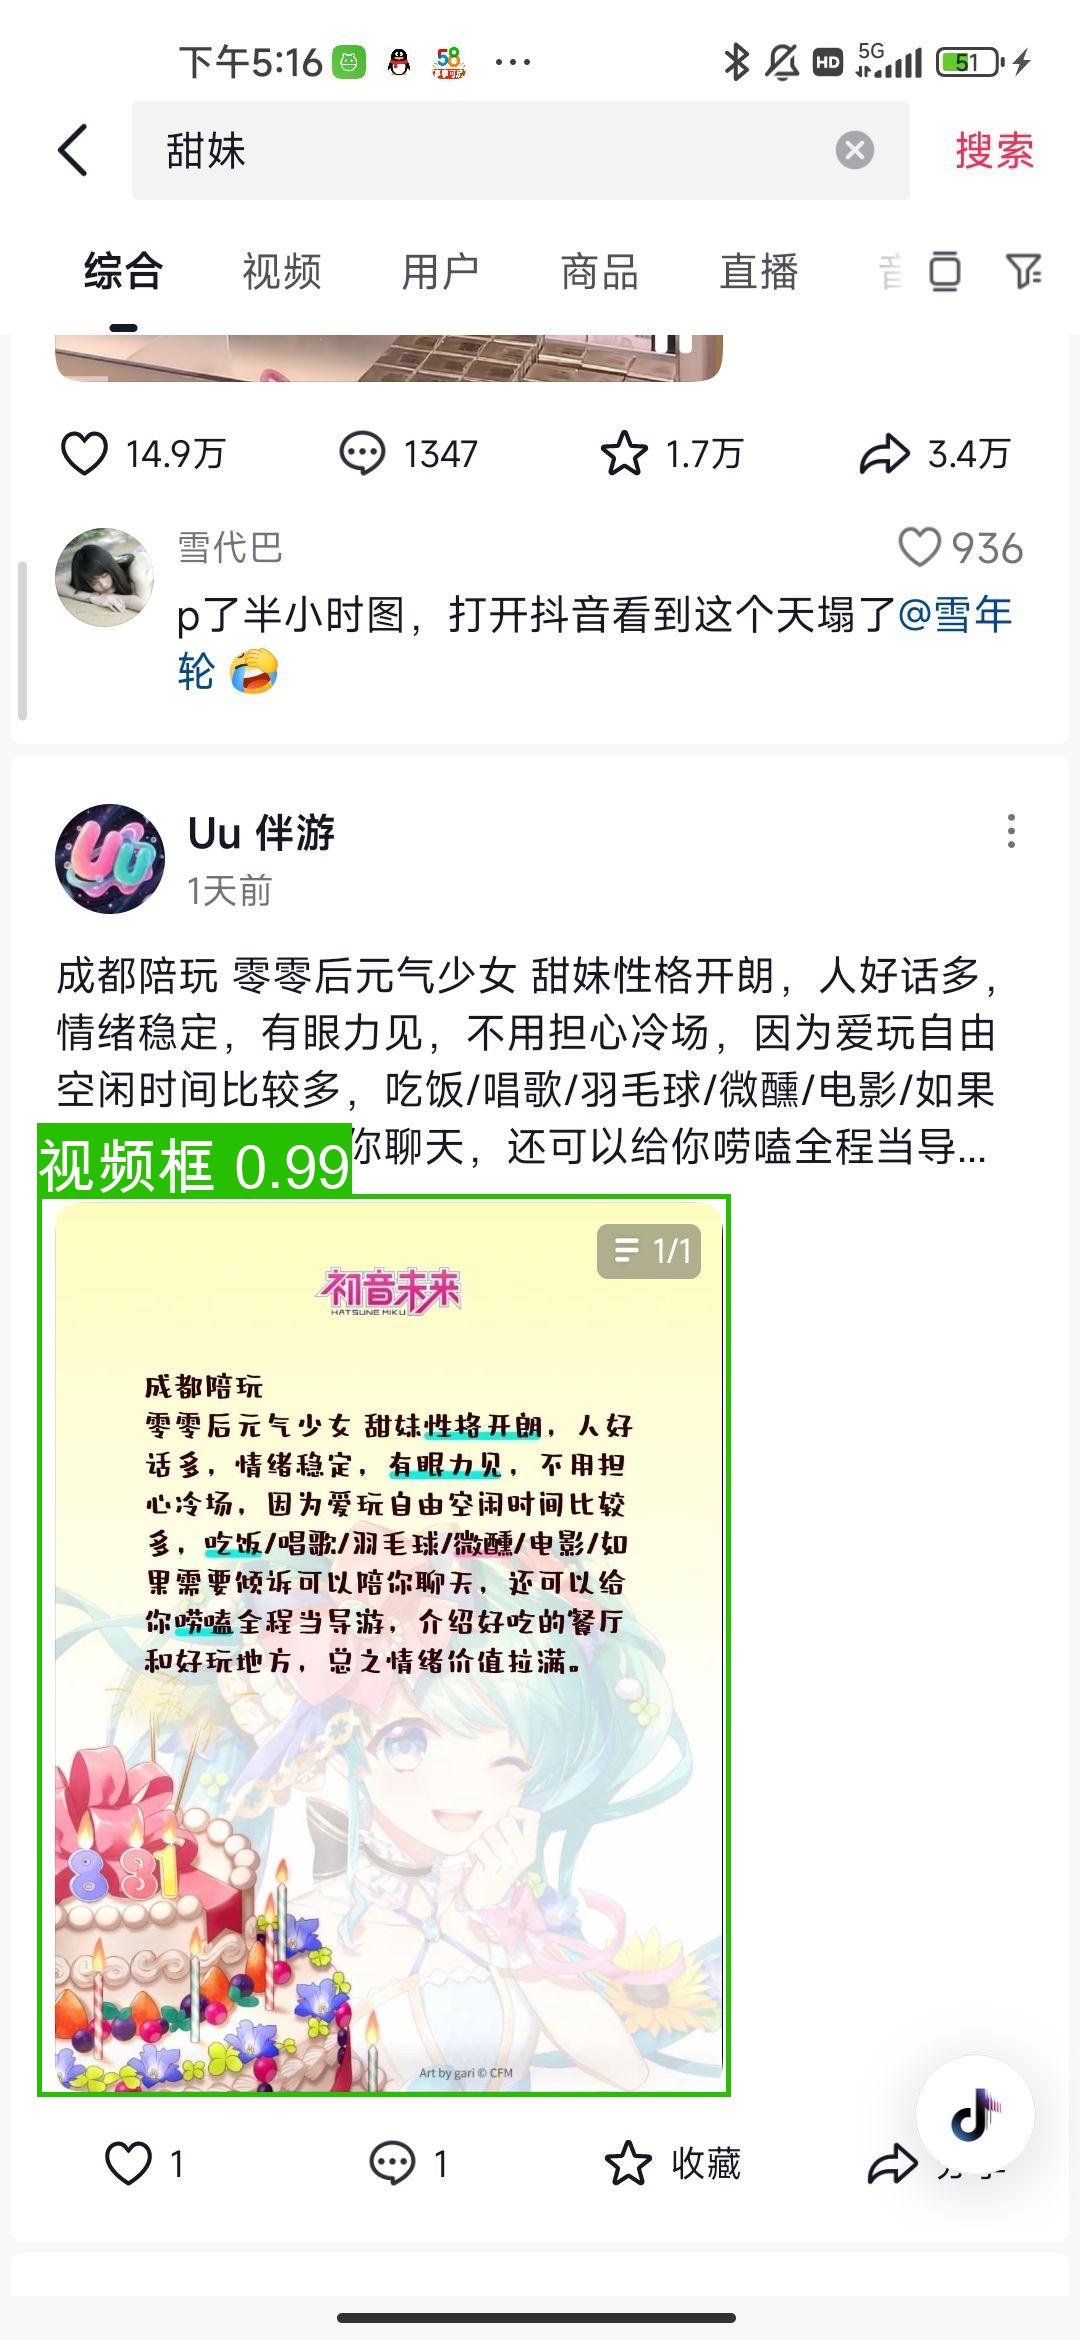 下午5:16 58 ··· HD 5G 51
甜妹 搜索
综合 视频 用户 商品 直播
14.9万 1347 1.7万 3.4万
雪代巴 936
p了半小时图，打开抖音看到这个天塌了@雪年
轮 🤣
Uu
Uu 伴游
1天前
成都陪玩 零零后元气少女 甜妹性格开朗，人好话多，
情绪稳定，有眼力见，不用担心冷场，因为爱玩自由
空闲时间比较多，吃饭/唱歌/羽毛球/微醺/电影/如果
你聊天，还可以给你唠嗑全程当导...
视频框 0.99
1/1
初音未来
HATSUNE MIKU
成都陪玩
零零后元气少女 甜妹性格开朗，人好
话多，情绪稳定，有眼力见，不用担
心冷场，因为爱玩自由空闲时间比较
多，吃饭/唱歌/羽毛球/微醺/电影/如
果需要倾诉可以陪你聊天，还可以给
你唠嗑全程当导游，介绍好吃的餐厅
和好玩地方，总之情绪价值拉满。
831
Art by gari © CFM
1 1 收藏